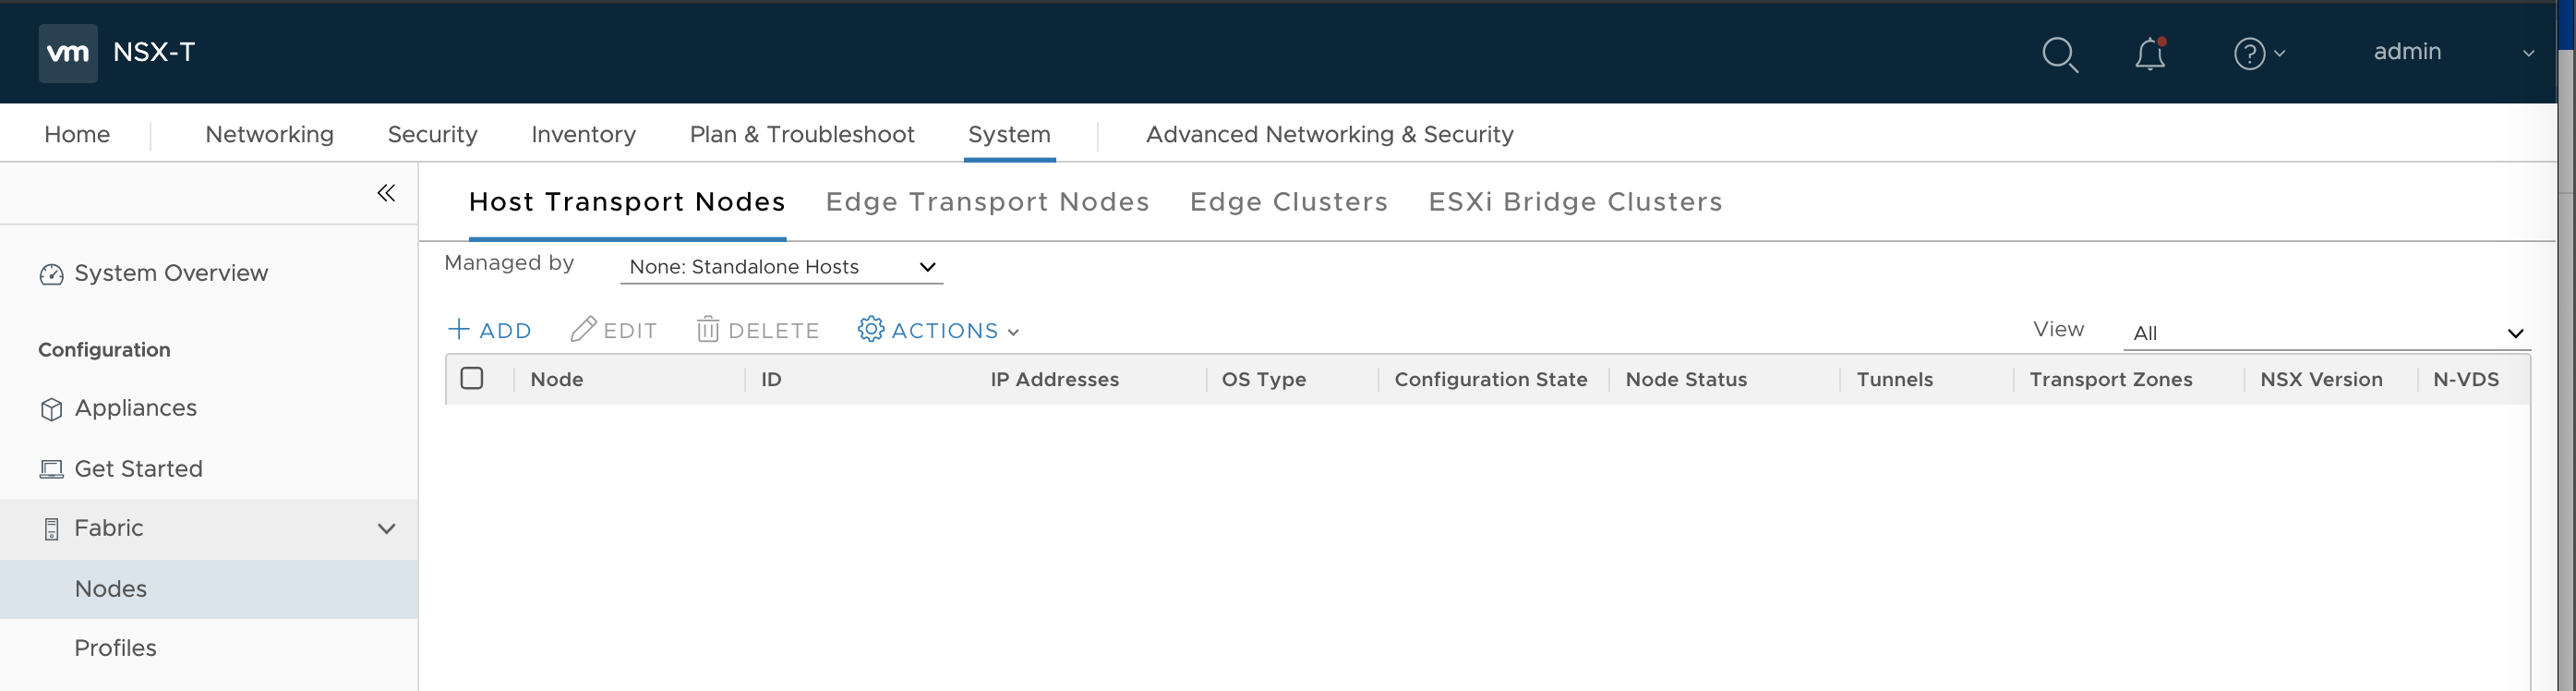 vm NSX-T
admin
Home Networking Security Inventory Plan & Troubleshoot System Advanced Networking & Security
Host Transport Nodes Edge Transport Nodes Edge Clusters ESXi Bridge Clusters
Managed by None: Standalone Hosts
ADD EDIT DELETE ACTIONS View All
Node ID IP Addresses OS Type Configuration State Node Status Tunnels Transport Zones NSX Version N-VDS
System Overview
Configuration
Appliances
Get Started
Fabric
Nodes
Profiles